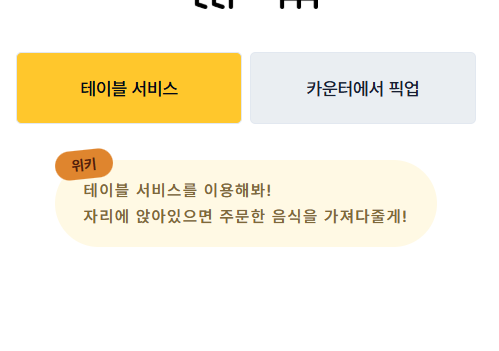 테이블 서비스
카운터에서 픽업
위키
테이블 서비스를 이용해봐!
자리에 앉아있으면 주문한 음식을 가져다줄게!